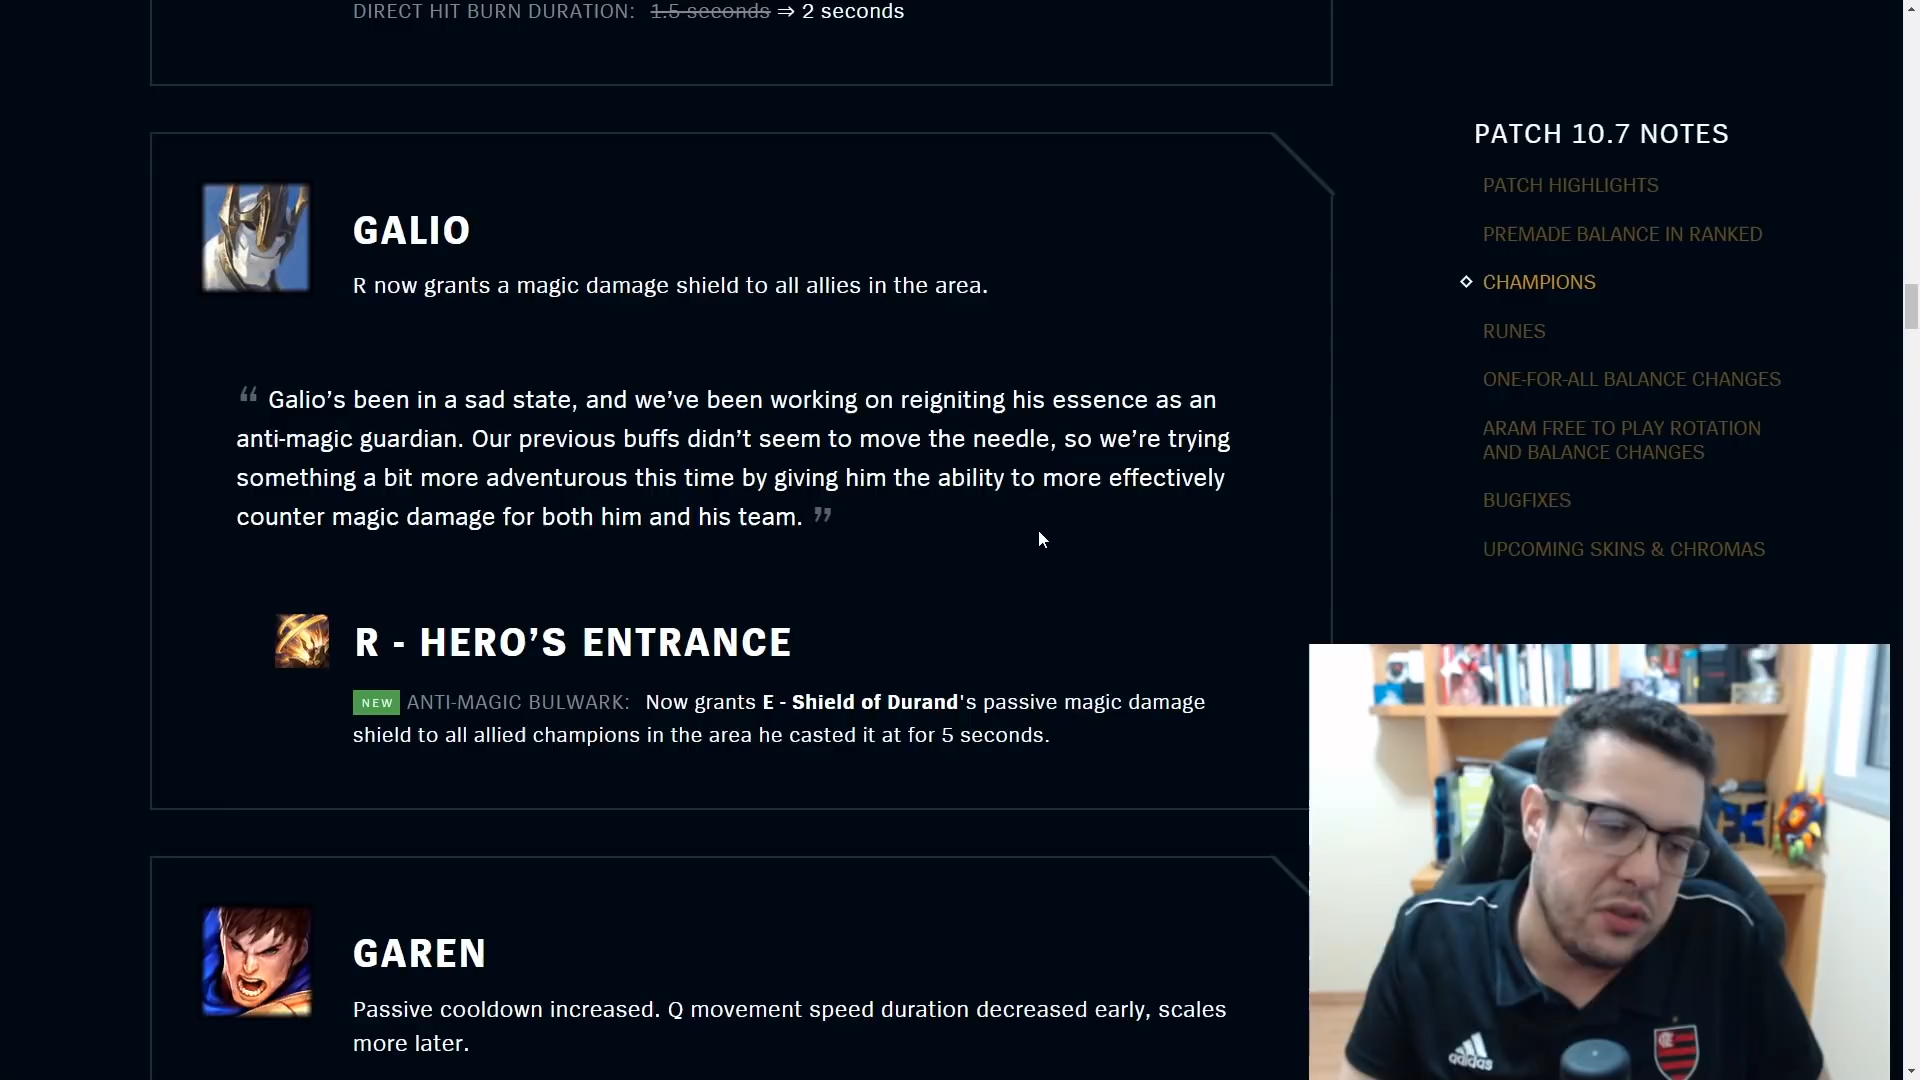 DIRECT HIT BURN DURATION: 1.5 seconds ⇒ 2 seconds
GALIO
R now grants a magic damage shield to all allies in the area.
“ Galio’s been in a sad state, and we’ve been working on reigniting his essence as an
anti-magic guardian. Our previous buffs didn’t seem to move the needle, so we’re trying
something a bit more adventurous this time by giving him the ability to more effectively
counter magic damage for both him and his team. ”
R - HERO’S ENTRANCE
NEW ANTI-MAGIC BULWARK: Now grants E - Shield of Durand's passive magic damage
shield to all allied champions in the area he casted it at for 5 seconds.
GAREN
Passive cooldown increased. Q movement speed duration decreased early, scales
more later.
PATCH 10.7 NOTES
PATCH HIGHLIGHTS
PREMADE BALANCE IN RANKED
CHAMPIONS
RUNES
ONE-FOR-ALL BALANCE CHANGES
ARAM FREE TO PLAY ROTATION
AND BALANCE CHANGES
BUGFIXES
UPCOMING SKINS & CHROMAS
adidas